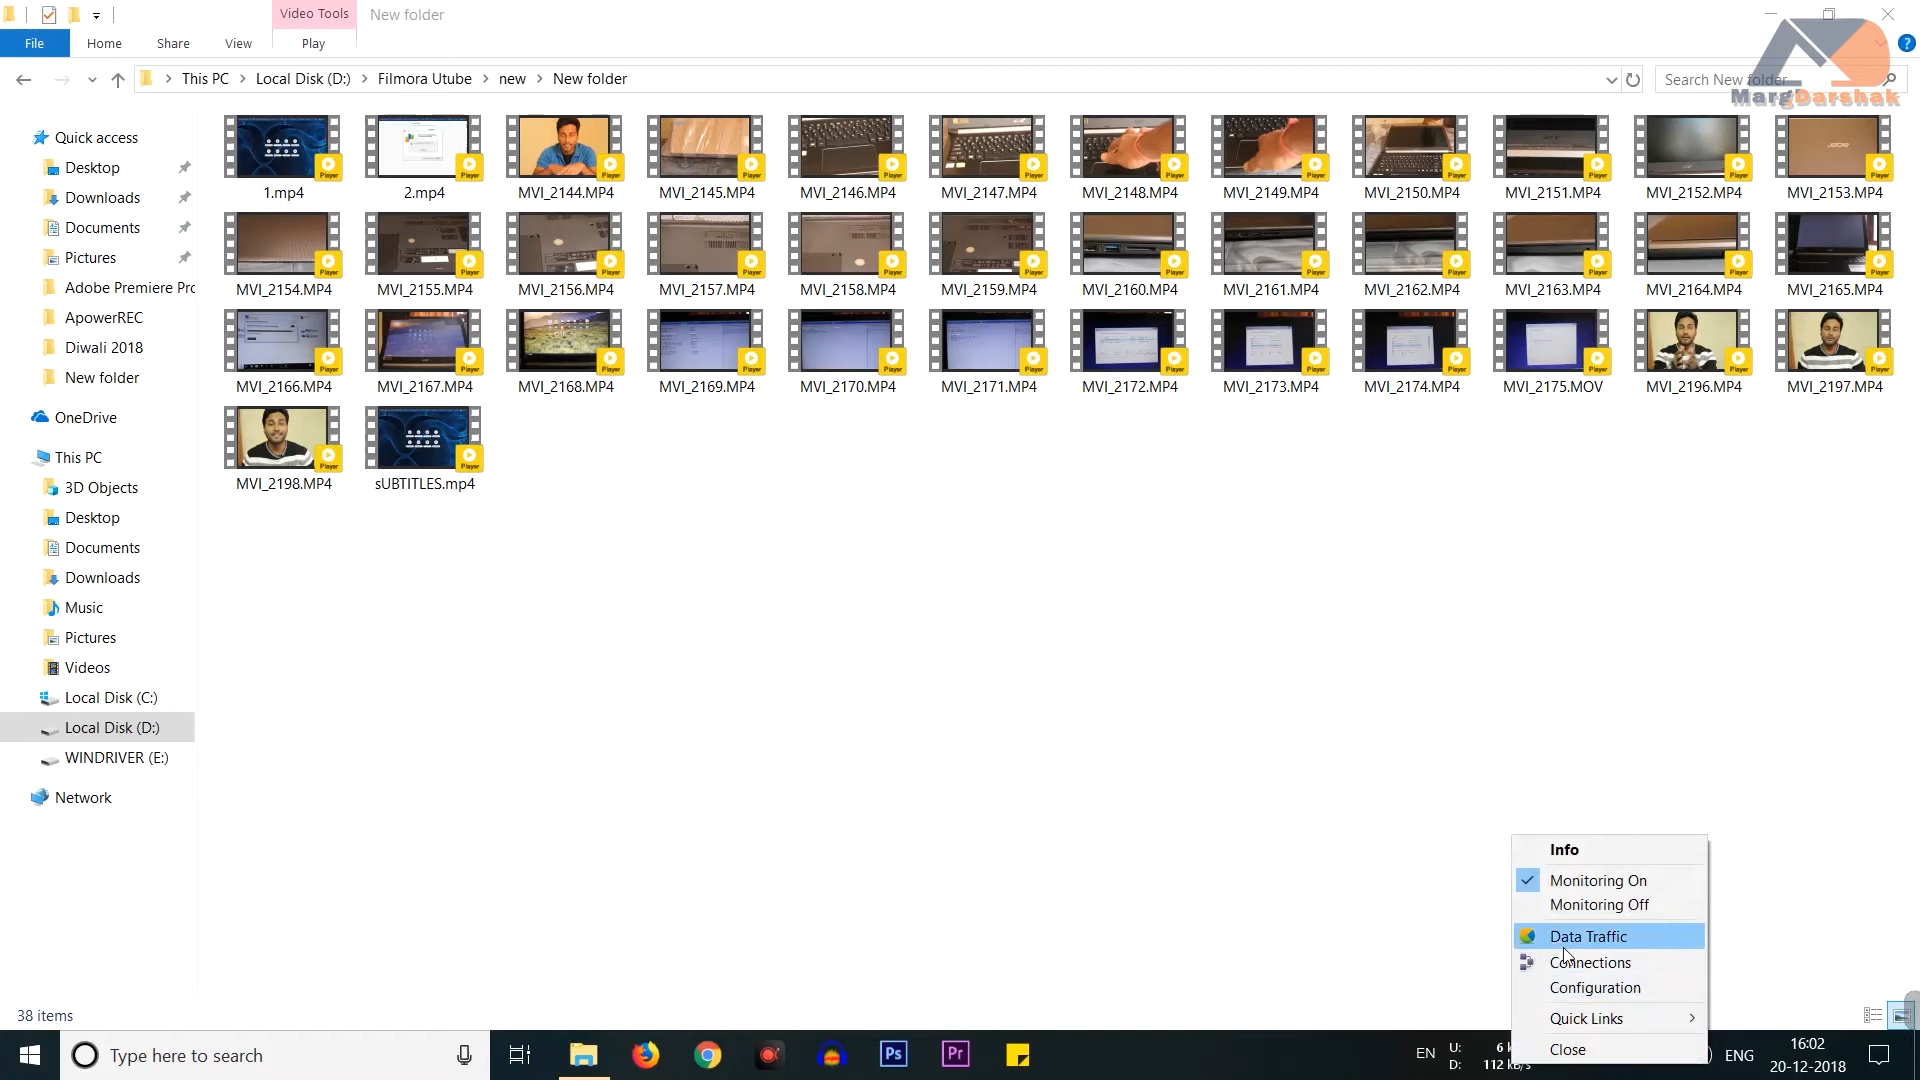 Video Tools
New folder
File
Home
Share
View
Play
This PC
Local Disk (D:)
Filmora Utube
new
New folder
Search New folder
MargDarshak
Quick access
Desktop
Downloads
Documents
Pictures
Adobe Premiere Prc
ApowerREC
Diwali 2018
New folder
OneDrive
This PC
3D Objects
Desktop
Documents
Downloads
Music
Pictures
Videos
Local Disk (C:)
Local Disk (D:)
WINDRIVER (E:)
Network
1.mp4
2.mp4
MVI_2144.MP4
MVI_2145.MP4
MVI_2146.MP4
MVI_2147.MP4
MVI_2148.MP4
MVI_2149.MP4
MVI_2150.MP4
MVI_2151.MP4
MVI_2152.MP4
MVI_2153.MP4
MVI_2154.MP4
MVI_2155.MP4
MVI_2156.MP4
MVI_2157.MP4
MVI_2158.MP4
MVI_2159.MP4
MVI_2160.MP4
MVI_2161.MP4
MVI_2162.MP4
MVI_2163.MP4
MVI_2164.MP4
MVI_2165.MP4
MVI_2166.MP4
MVI_2167.MP4
MVI_2168.MP4
MVI_2169.MP4
MVI_2170.MP4
MVI_2171.MP4
MVI_2172.MP4
MVI_2173.MP4
MVI_2174.MP4
MVI_2175.MOV
MVI_2196.MP4
MVI_2197.MP4
MVI_2198.MP4
sUBTITLES.mp4
Info
Monitoring On
Monitoring Off
Data Traffic
Connections
Configuration
Quick Links
Close
38 items
Type here to search
Ps
Pr
EN
U: 6
D: 112 kB/s
ENG
16:02
20-12-2018